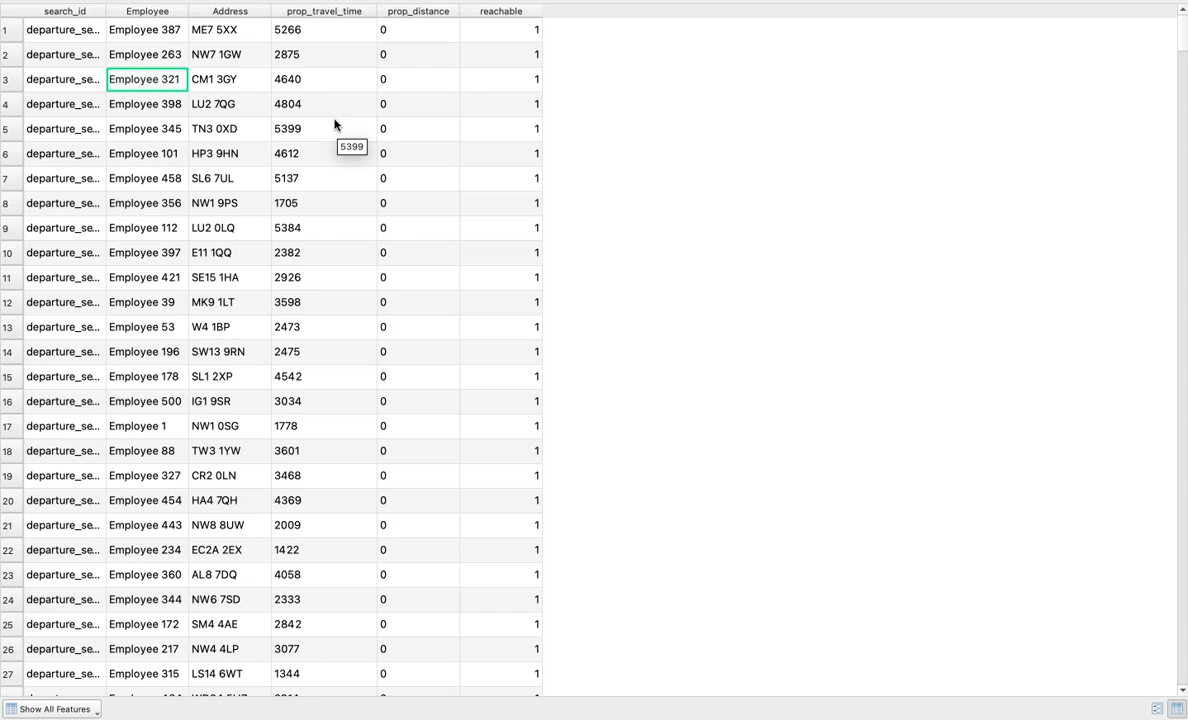 search_id Employee Address prop_travel_time prop_distance reachable
1 departure_se... Employee 387 ME7 5XX 5266 0 1
2 departure_se... Employee 263 NW7 1GW 2875 0 1
3 departure_se... Employee 321 CM1 3GY 4640 0 1
4 departure_se... Employee 398 LU2 7QG 4804 0 1
5 departure_se... Employee 345 TN3 0XD 5399 0 1
5399
6 departure_se... Employee 101 HP3 9HN 4612 0 1
7 departure_se... Employee 458 SL6 7UL 5137 0 1
8 departure_se... Employee 356 NW1 9PS 1705 0 1
9 departure_se... Employee 112 LU2 0LQ 5384 0 1
10 departure_se... Employee 397 E11 1QQ 2382 0 1
11 departure_se... Employee 421 SE15 1HA 2926 0 1
12 departure_se... Employee 39 MK9 1LT 3598 0 1
13 departure_se... Employee 53 W4 1BP 2473 0 1
14 departure_se... Employee 196 SW13 9RN 2475 0 1
15 departure_se... Employee 178 SL1 2XP 4542 0 1
16 departure_se... Employee 500 IG1 9SR 3034 0 1
17 departure_se... Employee 1 NW1 0SG 1778 0 1
18 departure_se... Employee 88 TW3 1YW 3601 0 1
19 departure_se... Employee 327 CR2 0LN 3468 0 1
20 departure_se... Employee 454 HA4 7QH 4369 0 1
21 departure_se... Employee 443 NW8 8UW 2009 0 1
22 departure_se... Employee 234 EC2A 2EX 1422 0 1
23 departure_se... Employee 360 AL8 7DQ 4058 0 1
24 departure_se... Employee 344 NW6 7SD 2333 0 1
25 departure_se... Employee 172 SM4 4AE 2842 0 1
26 departure_se... Employee 217 NW4 4LP 3077 0 1
27 departure_se... Employee 315 LS14 6WT 1344 0 1
Show All Features